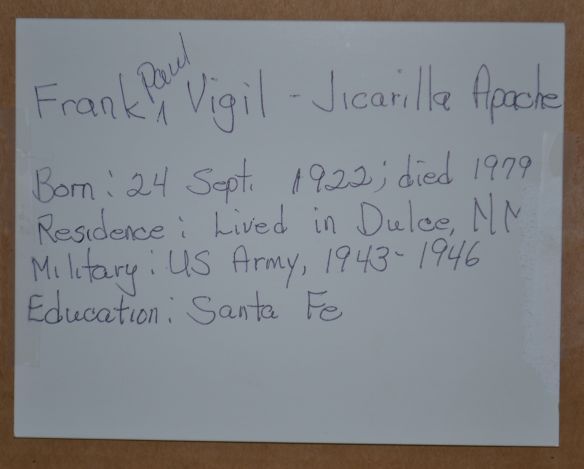 Frank Paul Vigil - Jicarilla Apache
Born: 24 Sept. 1922; died 1979
Residence: Lived in Dulce, NM
Military: US Army, 1943-1946
Education: Santa Fe